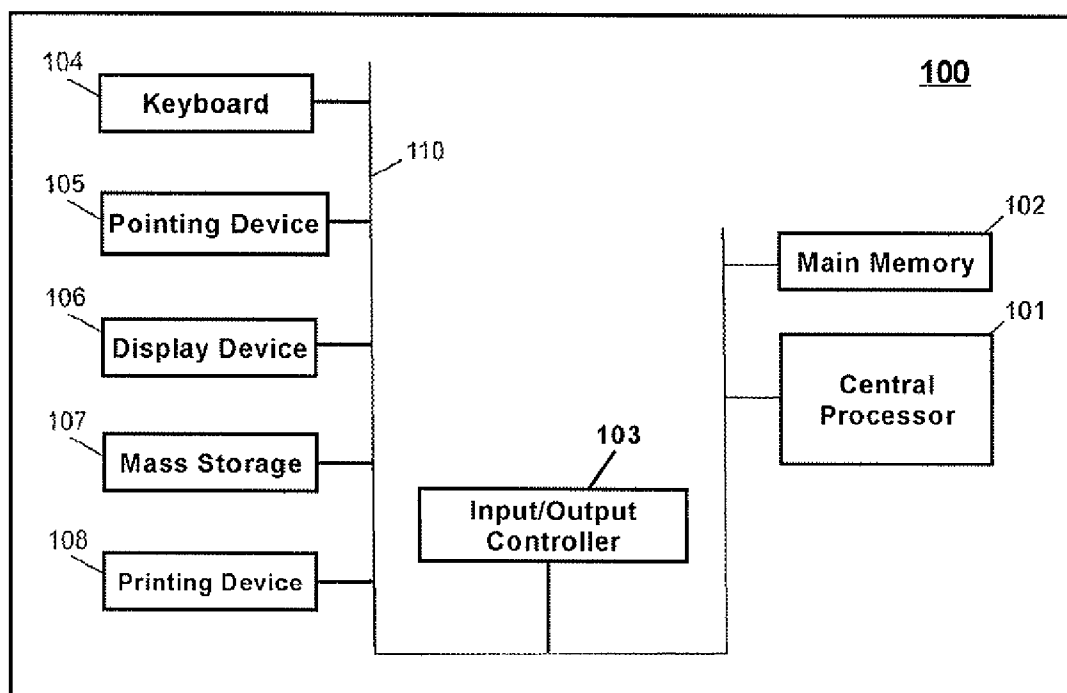 100
104
Keyboard
110
105
Pointing Device
102
Main Memory
106
Display Device
101
Central
Processor
107
Mass Storage
103
Input/Output
Controller
108
Printing Device